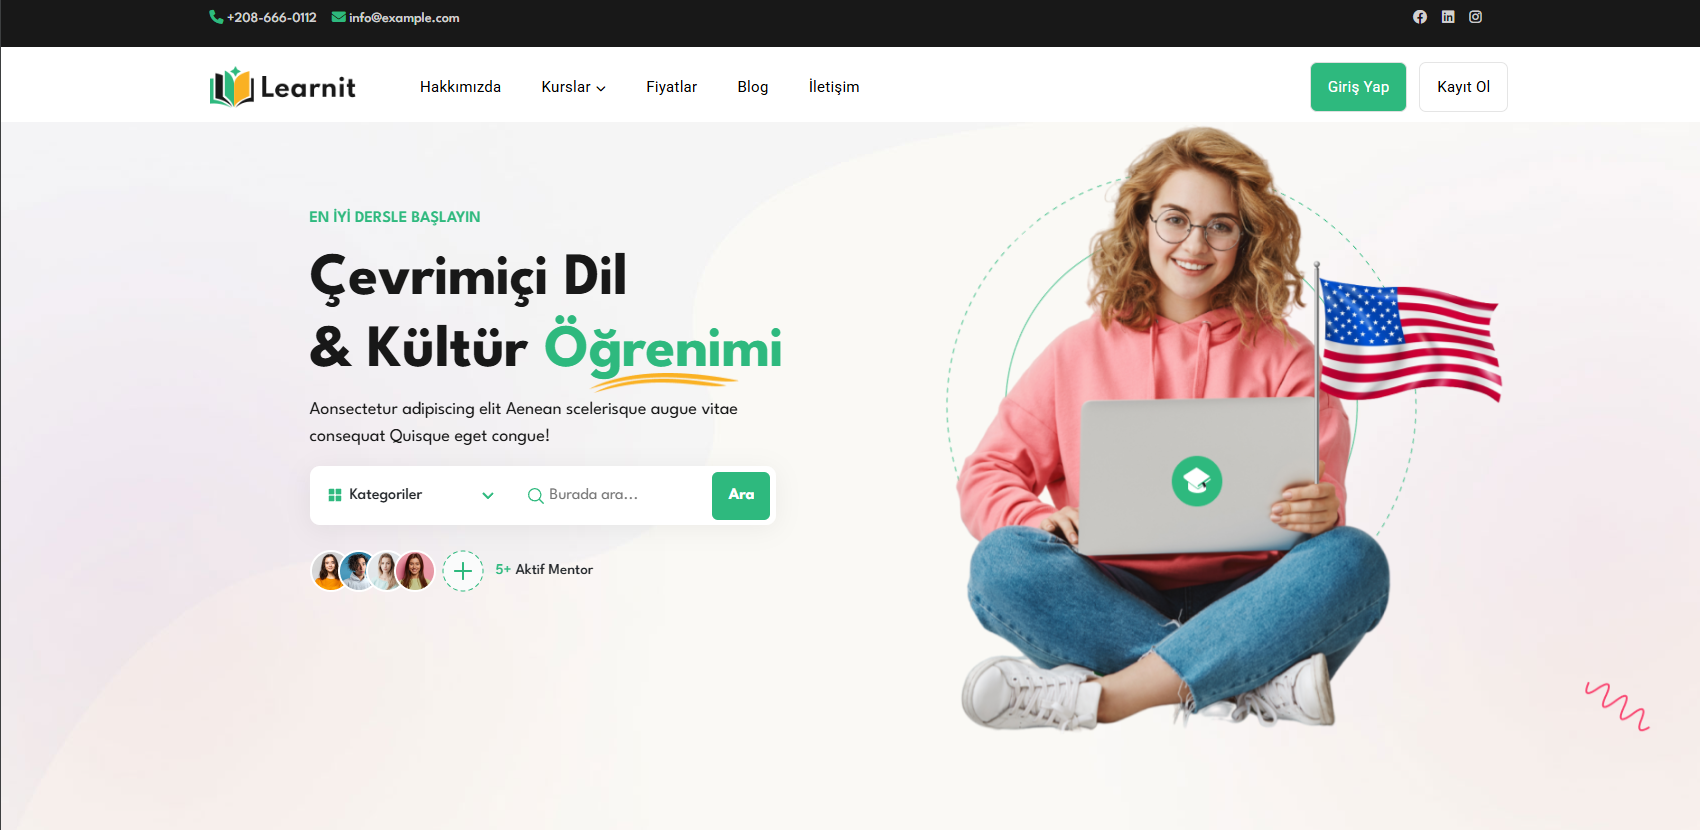 +208-666-0112 info@example.com
Learnit
Hakkımızda Kurslar Fiyatlar Blog İletişim
Giriş Yap Kayıt Ol
EN İYİ DERSLE BAŞLAYIN
Çevrimiçi Dil
& Kültür Öğrenimi
Aonsectetur adipiscing elit Aenean scelerisque augue vitae
consequat Quisque eget congue!
Kategoriler Burada ara... Ara
5+ Aktif Mentor